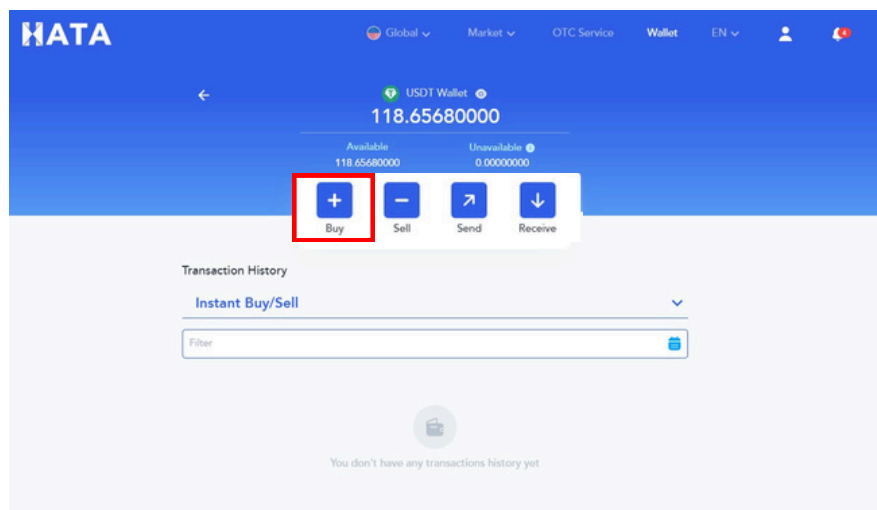 HATA
Global
Market
OTC Service
Wallet
EN
USDT Wallet
118.65680000
Available
Unavailable
118.65680000
0.00000000
Buy
Sell
Send
Receive
Transaction History
Instant Buy/Sell
Filter
You don't have any transactions history yet